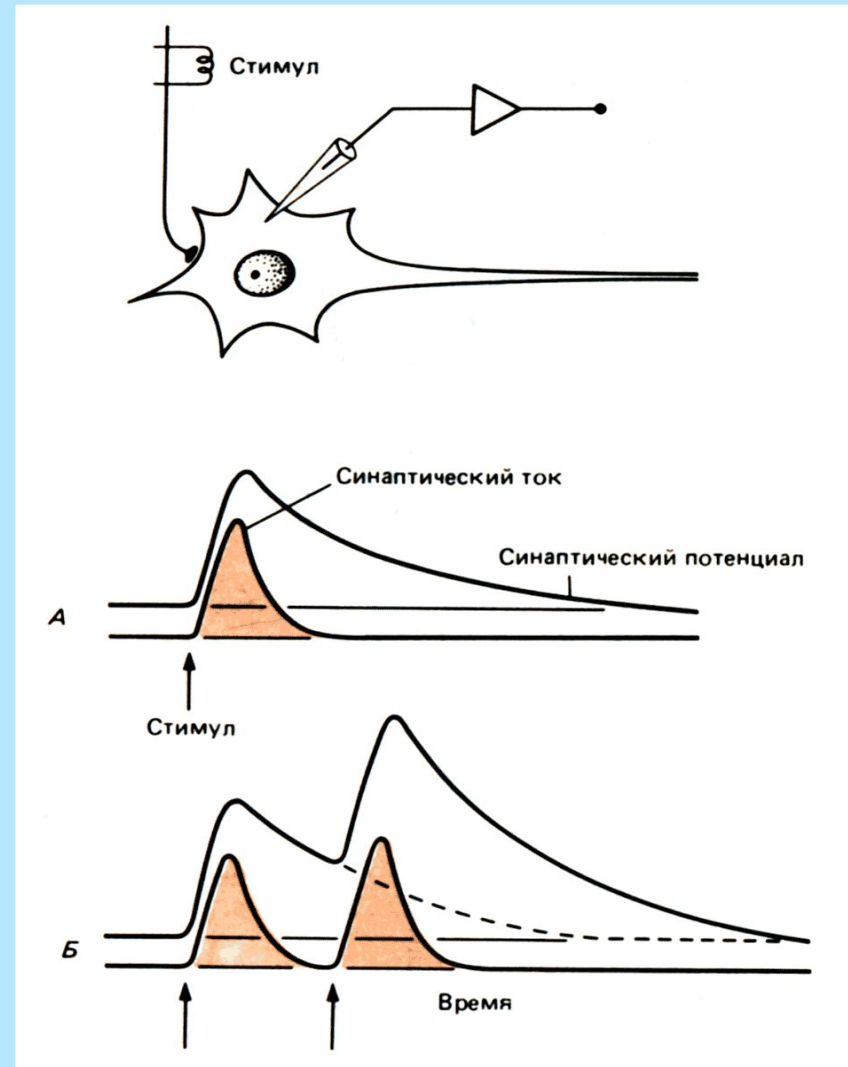 Стимул
Синаптический ток
Синаптический потенциал
А
Стимул
Б
Время